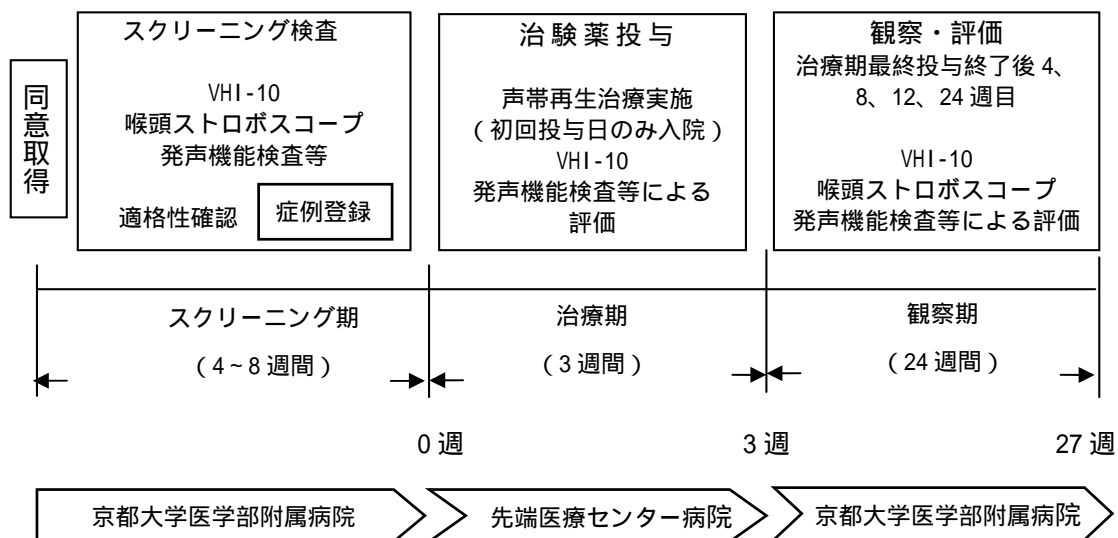 同意取得
スクリーニング検査
VHI-10
喉頭ストロボスコープ
発声機能検査等
適格性確認
症例登録
治験薬投与
声帯再生治療実施
（初回投与日のみ入院）
VHI-10
発声機能検査等による
評価
観察・評価
治療期最終投与終了後 4、
8、12、24 週目
VHI-10
喉頭ストロボスコープ
発声機能検査等による評価
スクリーニング期
（4~8 週間）
治療期
（3 週間）
観察期
（24 週間）
0 週
3 週
27 週
京都大学医学部附属病院
先端医療センター病院
京都大学医学部附属病院